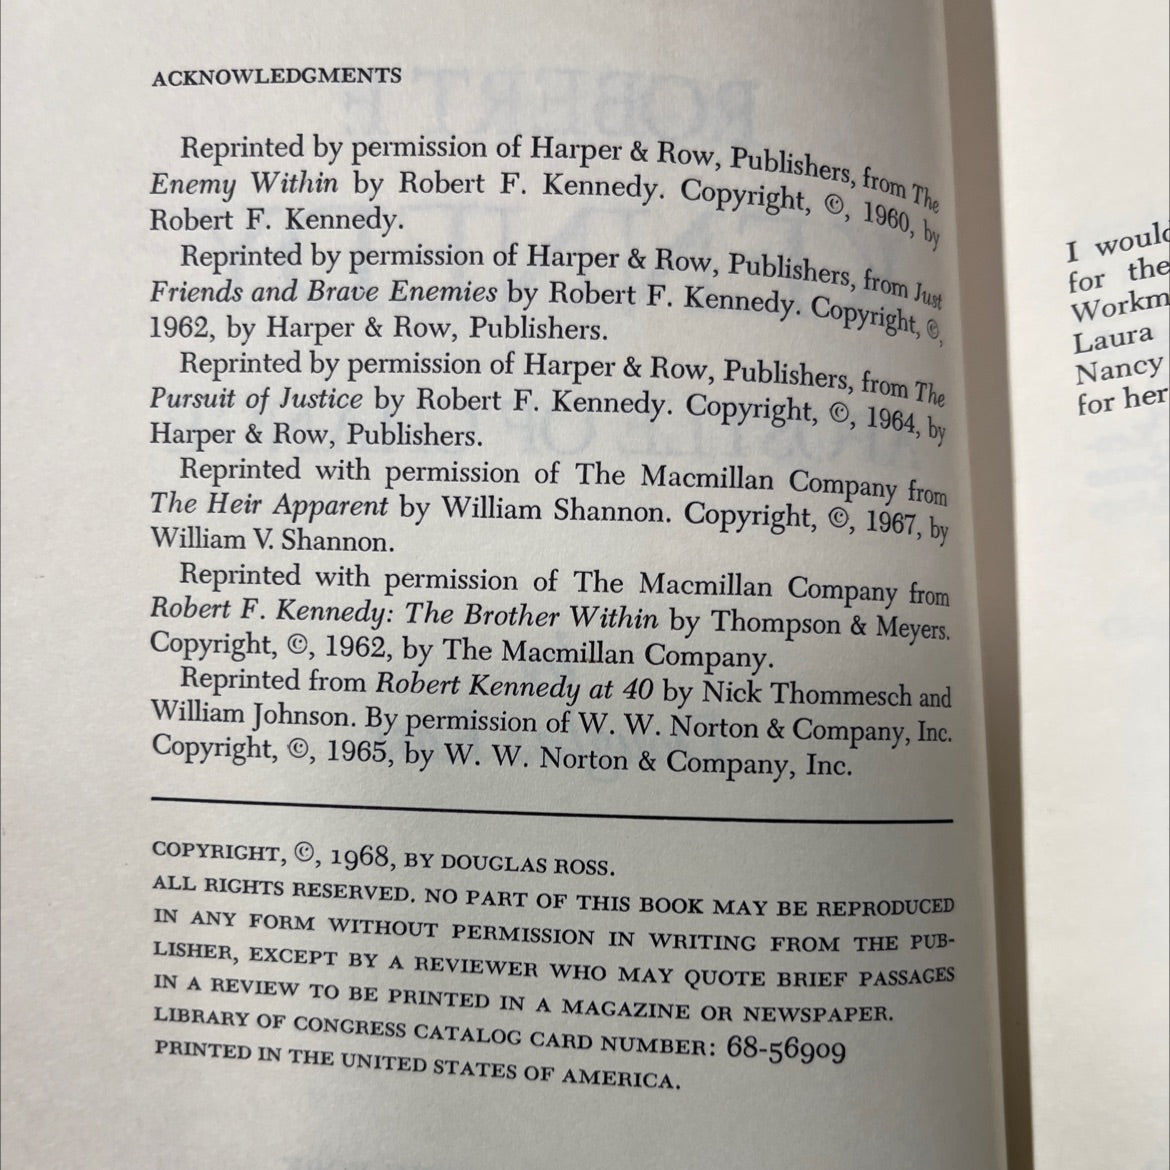 ACKNOWLEDGMENTS
Reprinted by permission of Harper & Row, Publishers, from The
Enemy Within by Robert F. Kennedy. Copyright, ©, 1960, by
Robert F. Kennedy.
Reprinted by permission of Harper & Row, Publishers, from Just
Friends and Brave Enemies by Robert F. Kennedy. Copyright, ©,
1962, by Harper & Row, Publishers.
Reprinted by permission of Harper & Row, Publishers, from The
Pursuit of Justice by Robert F. Kennedy. Copyright, ©, 1964, by
Harper & Row, Publishers.
Reprinted with permission of The Macmillan Company from
The Heir Apparent by William Shannon. Copyright, ©, 1967, by
William V. Shannon.
Reprinted with permission of The Macmillan Company from
Robert F. Kennedy: The Brother Within by Thompson & Meyers.
Copyright, ©, 1962, by The Macmillan Company.
Reprinted from Robert Kennedy at 40 by Nick Thommesch and
William Johnson. By permission of W. W. Norton & Company, Inc.
Copyright, ©, 1965, by W. W. Norton & Company, Inc.
COPYRIGHT, ©, 1968, BY DOUGLAS ROSS.
ALL RIGHTS RESERVED. NO PART OF THIS BOOK MAY BE REPRODUCED
IN ANY FORM WITHOUT PERMISSION IN WRITING FROM THE PUB-
LISHER, EXCEPT BY A REVIEWER WHO MAY QUOTE BRIEF PASSAGES
IN A REVIEW TO BE PRINTED IN A MAGAZINE OR NEWSPAPER.
LIBRARY OF CONGRESS CATALOG CARD NUMBER: 68-56909
PRINTED IN THE UNITED STATES OF AMERICA.
I would
for the
Workm
Laura
Nancy
for her